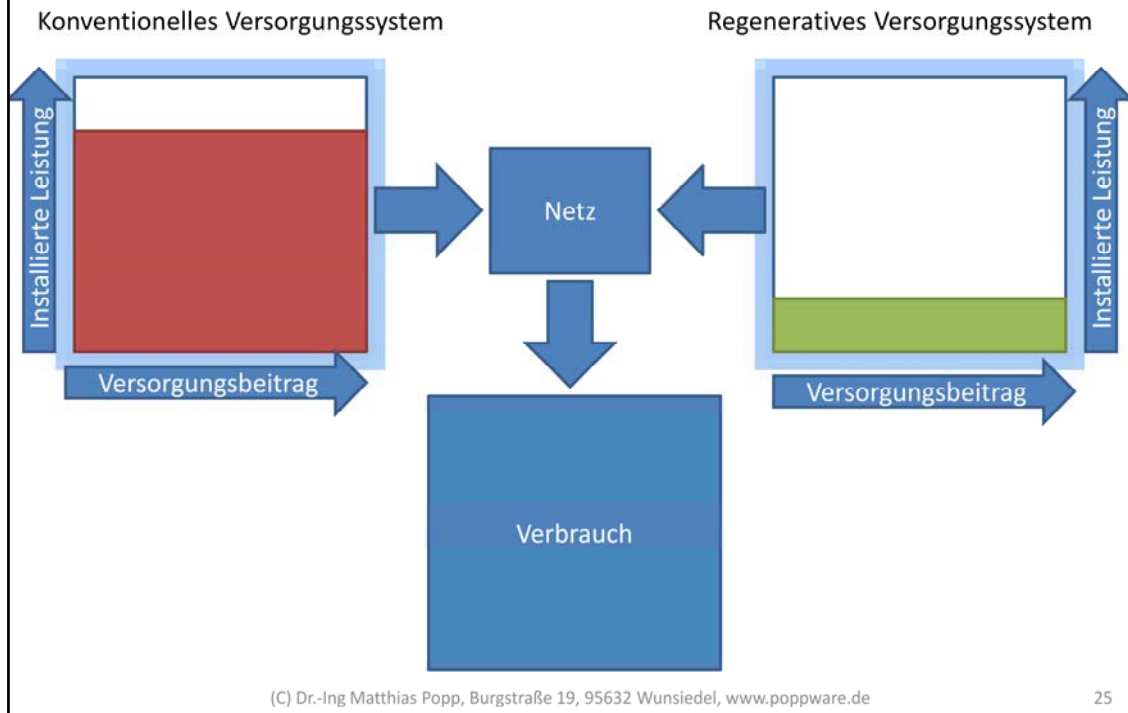 Konventionelles Versorgungssystem
Regeneratives Versorgungssystem
Installierte Leistung
Netz
Installierte Leistung
Versorgungsbeitrag
Versorgungsbeitrag
Verbrauch
(C) Dr.-Ing Matthias Popp, Burgstraße 19, 95632 Wunsiedel, www.poppware.de
25